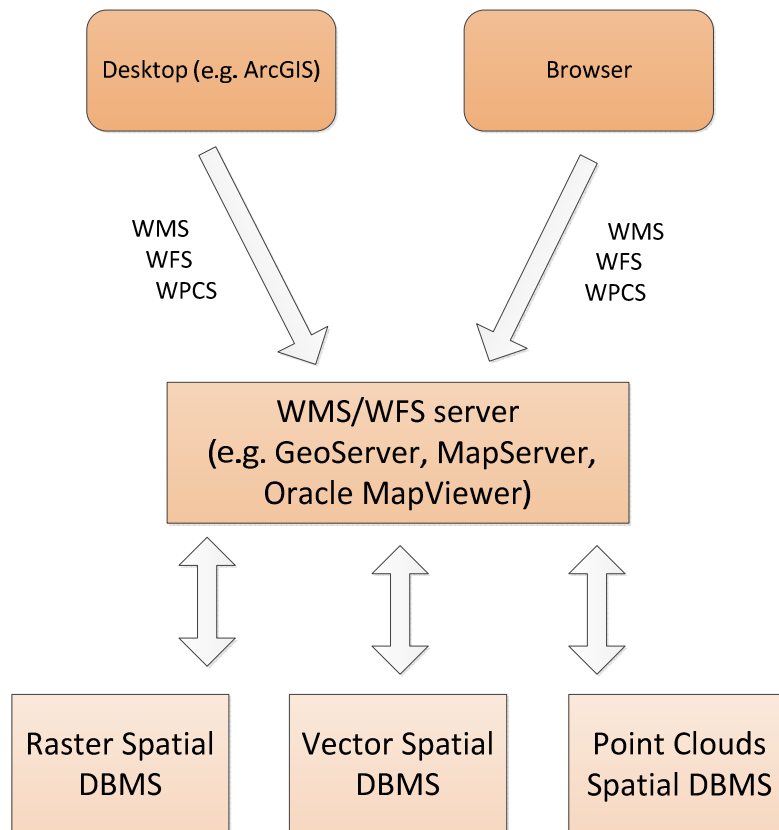 Desktop (e.g. ArcGIS)
Browser
WMS
WFS
WPCS
WMS
WFS
WPCS
WMS/WFS server
(e.g. GeoServer, MapServer,
Oracle MapViewer)
Raster Spatial
DBMS
Vector Spatial
DBMS
Point Clouds
Spatial DBMS